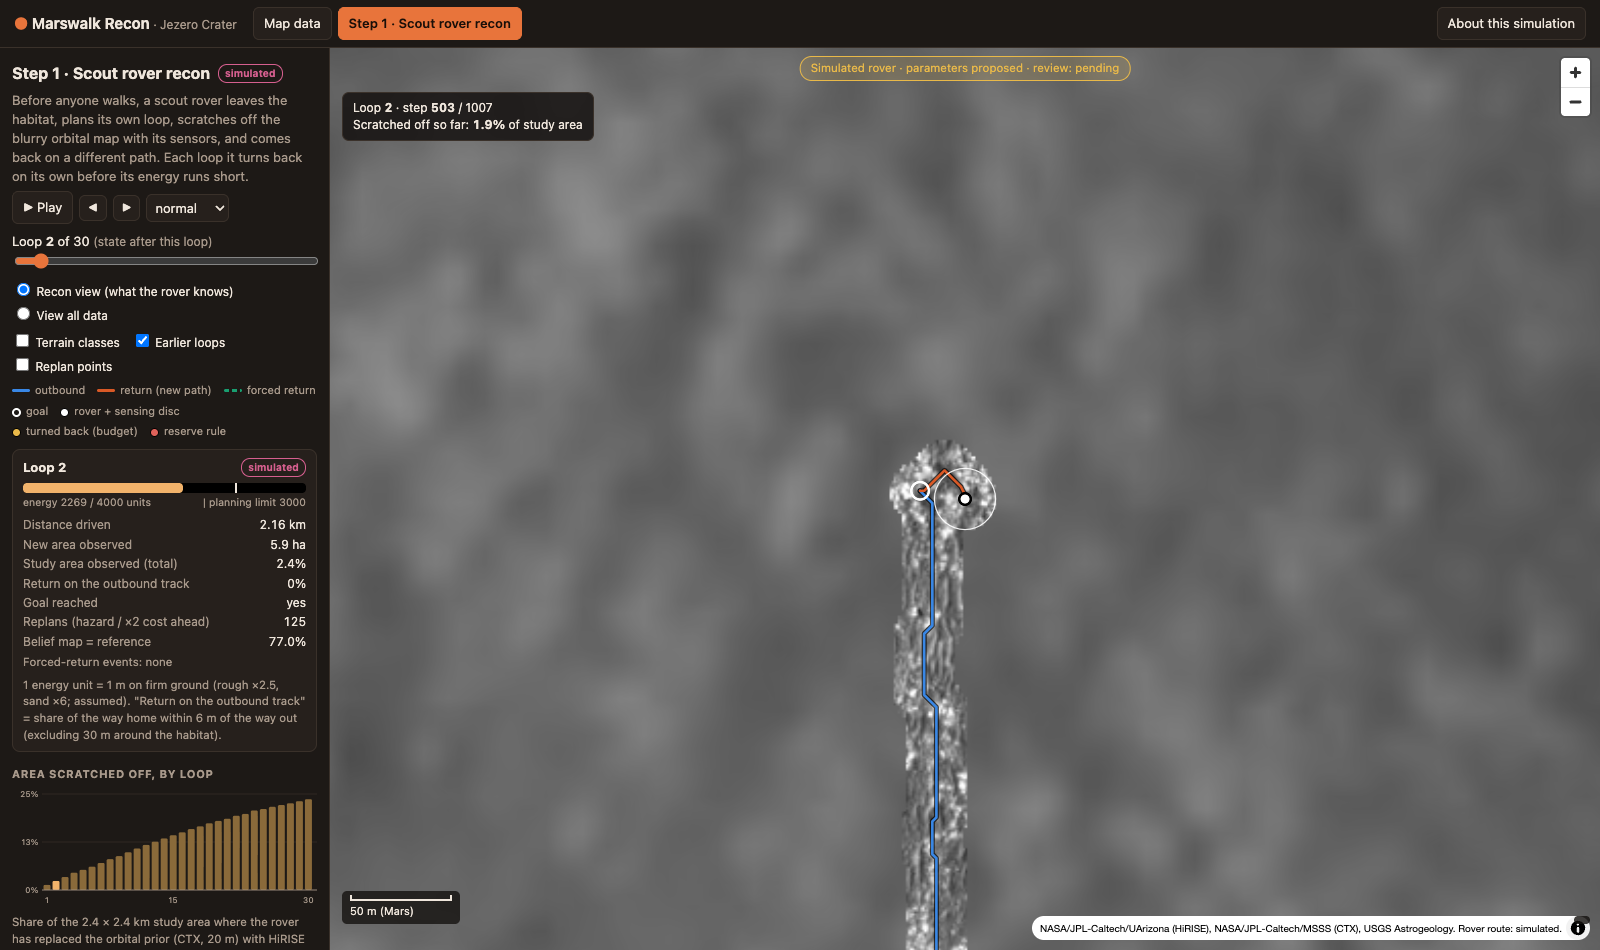 Marswalk Recon · Jezero Crater
Map data
Step 1 · Scout rover recon
About this simulation
Step 1 · Scout rover recon simulated
Before anyone walks, a scout rover leaves the
habitat, plans its own loop, scratches off the
blurry orbital map with its sensors, and comes
back on a different path. Each loop it turns back
on its own before its energy runs short.
Play
normal
Loop 2 of 30 (state after this loop)
Recon view (what the rover knows)
View all data
Terrain classes Earlier loops
Replan points
outbound return (new path) forced return
goal rover + sensing disc
turned back (budget) reserve rule
Loop 2 simulated
energy 2269 / 4000 units | planning limit 3000
Distance driven 2.16 km
New area observed 5.9 ha
Study area observed (total) 2.4%
Return on the outbound track 0%
Goal reached yes
Replans (hazard / ×2 cost ahead) 125
Belief map = reference 77.0%
Forced-return events: none
1 energy unit = 1 m on firm ground (rough ×2.5,
sand ×6; assumed). "Return on the outbound track"
= share of the way home within 6 m of the way out
(excluding 30 m around the habitat).
AREA SCRATCHED OFF, BY LOOP
25%
13%
0%
1 15 30
Share of the 2.4 × 2.4 km study area where the rover
has replaced the orbital prior (CTX, 20 m) with HiRISE
Simulated rover · parameters proposed · review: pending
Loop 2 · step 503 / 1007
Scratched off so far: 1.9% of study area
+
−
50 m (Mars)
NASA/JPL-Caltech/UArizona (HiRISE), NASA/JPL-Caltech/MSSS (CTX), USGS Astrogeology. Rover route: simulated.